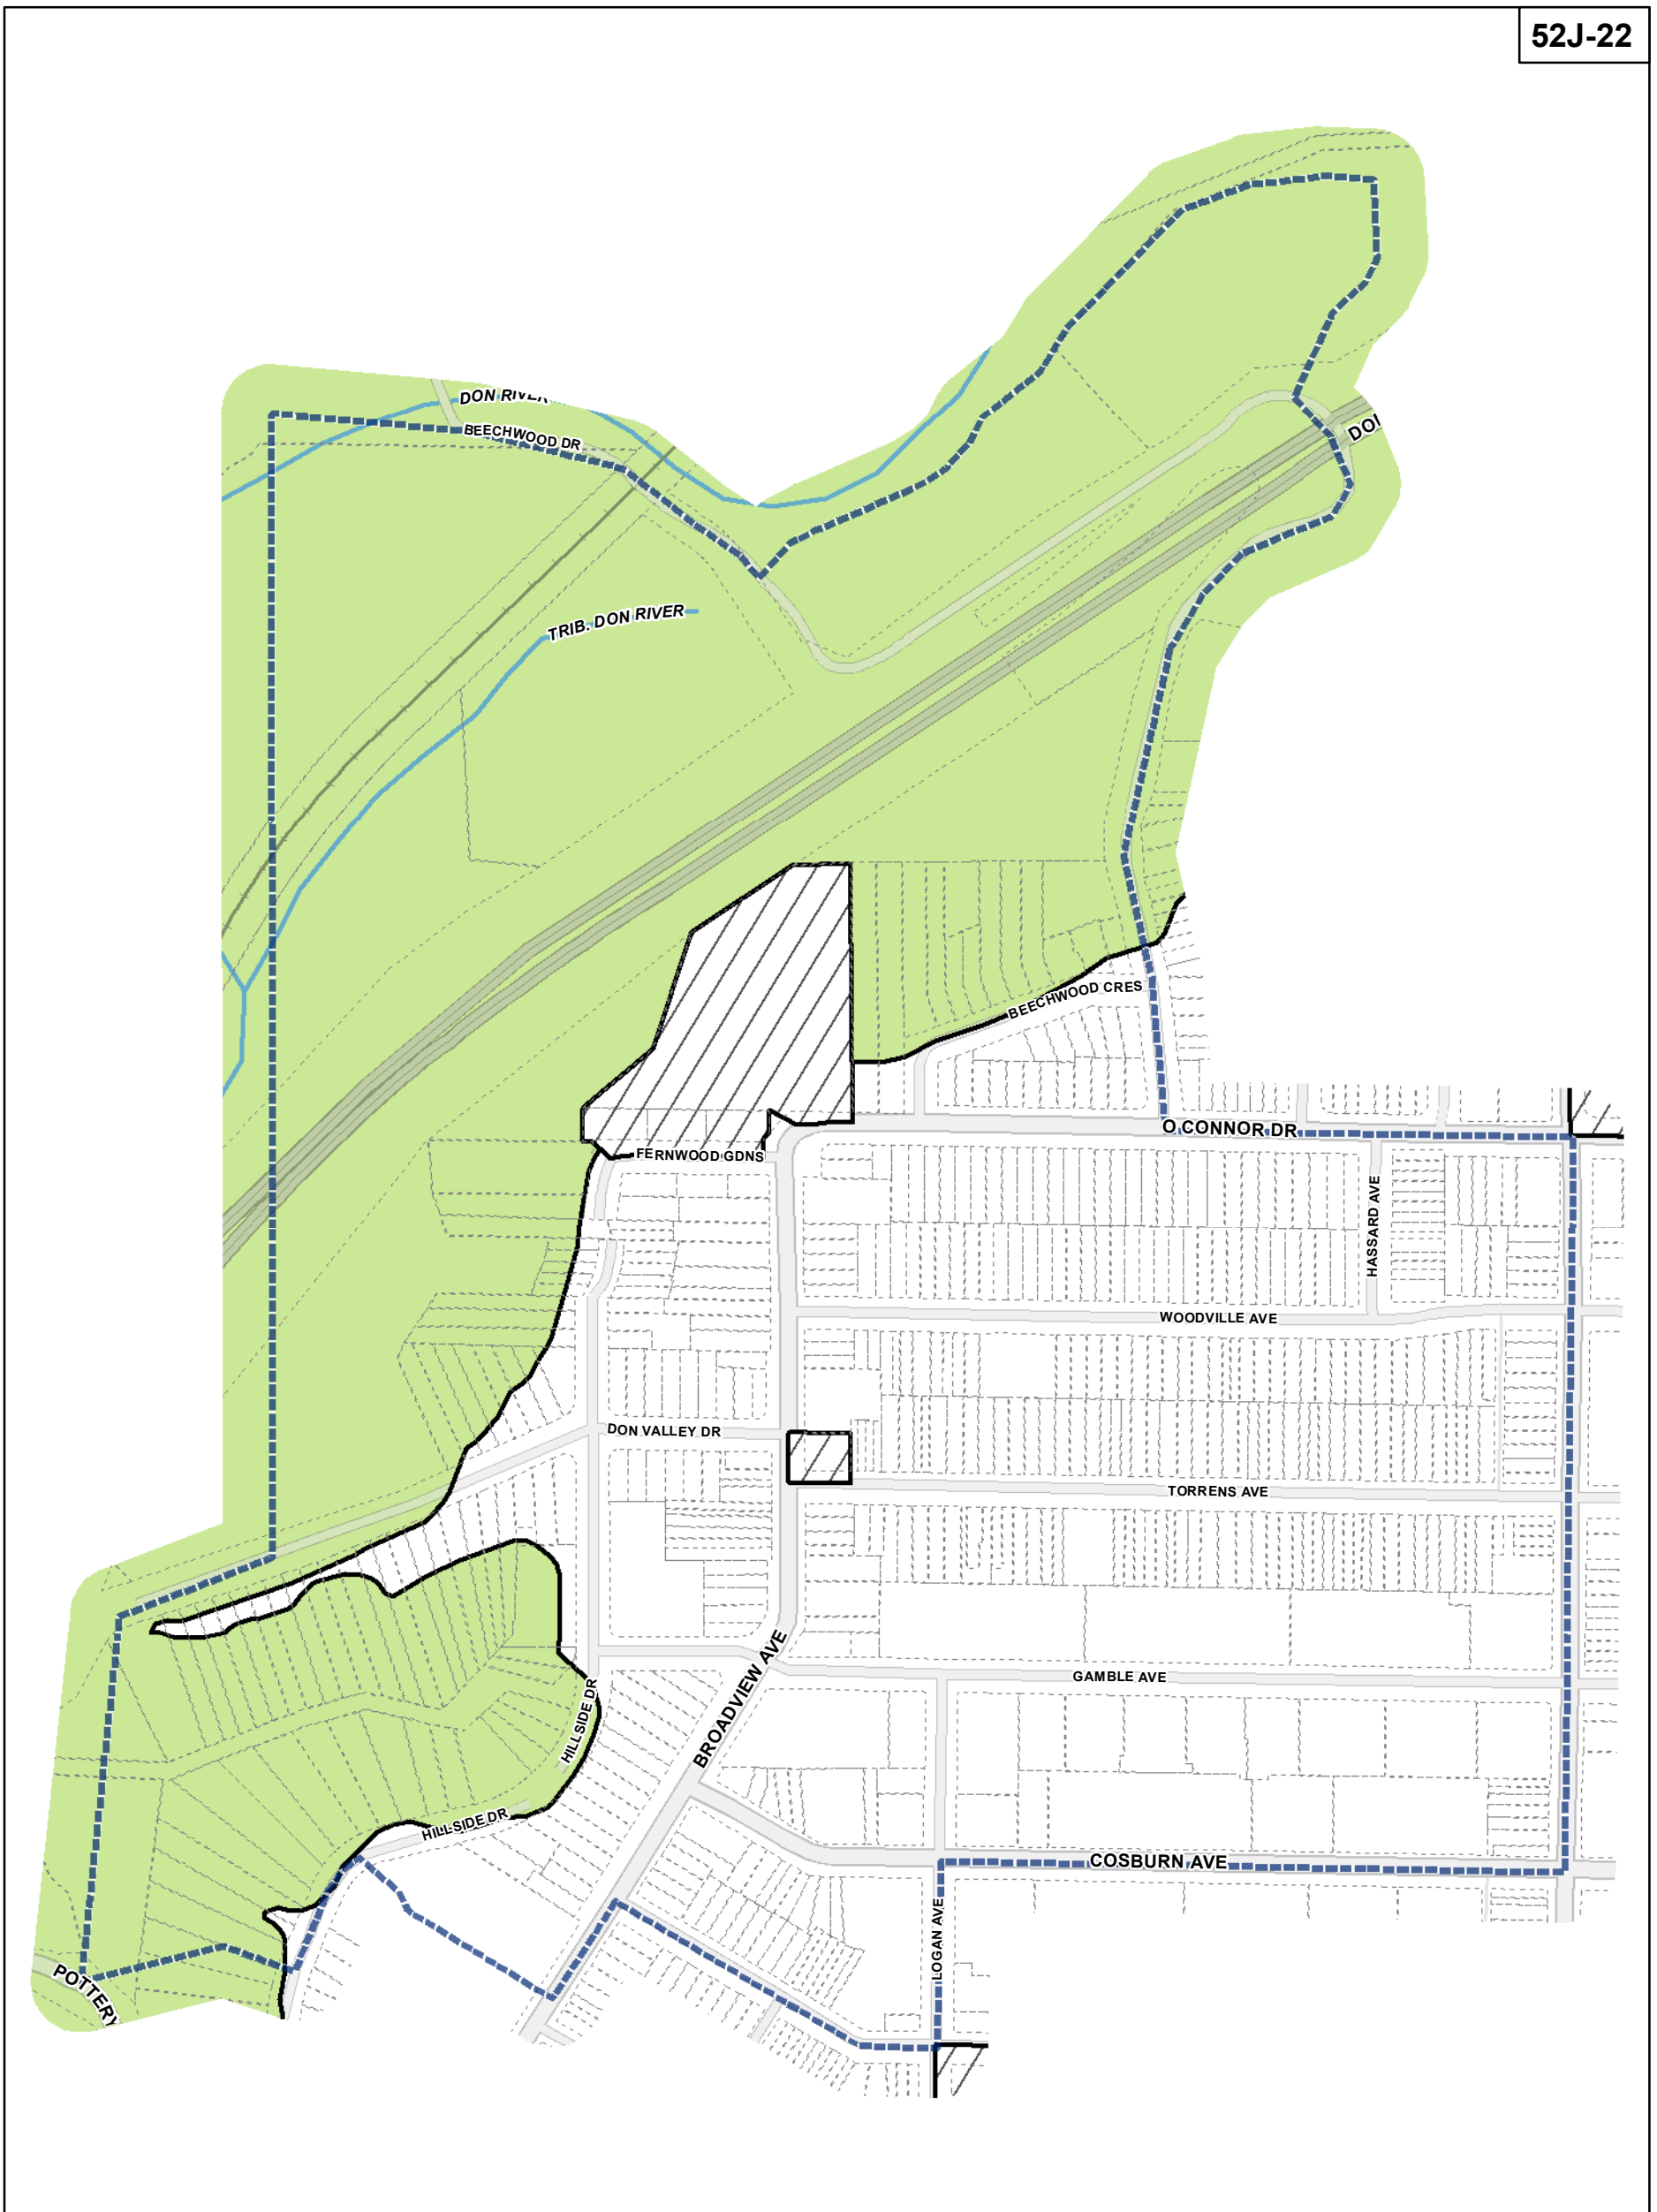 52J-22
DON RIVER
BEECHWOOD DR
DOI
TRIB. DON RIVER
BEECHWOOD CRES
O CONNOR DR
FERNWOOD GDNS
HASSARD AVE
WOODVILLE AVE
DON VALLEY DR
TORRENS AVE
BROADVIEW AVE
GAMBLE AVE
HILLSIDE DR
HILLSIDE DR
COSBURN AVE
LOGAN AVE
POTTERY